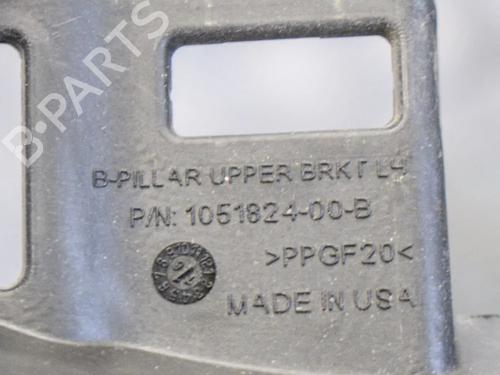 B-PARTS
B-PILLAR UPPER BRKT L4
P/N: 1051824-00-B
>PPGF20<
MADE IN USA